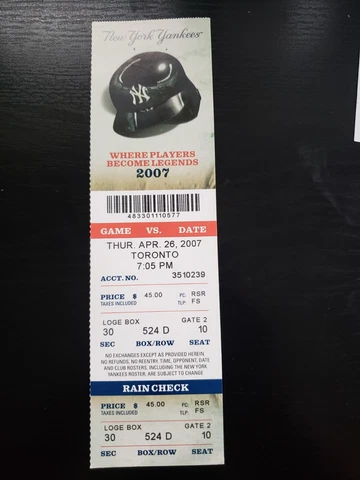 New York Yankees
NY
WHERE PLAYERS
BECOME LEGENDS
2007
483301110577
GAME VS. DATE
THUR. APR. 26, 2007
TORONTO
7:05 PM
ACCT. NO. 3510239
PRICE $ 45.00 PC: RSR
TAXES INCLUDED TLP: FS
LOGE BOX GATE 2
30 524 D 10
SEC BOX/ROW SEAT
NO EXCHANGES EXCEPT AS PROVIDED HEREIN.
NO REFUNDS, NO REENTRY. TIME, OPPONENT, DATE
AND CLUB ROSTERS, INCLUDING THE NEW YORK
YANKEES ROSTER, ARE SUBJECT TO CHANGE
RAIN CHECK
PRICE $ 45.00 PC: RSR
TAXES INCLUDED TLP: FS
LOGE BOX GATE 2
30 524 D 10
SEC BOX/ROW SEAT